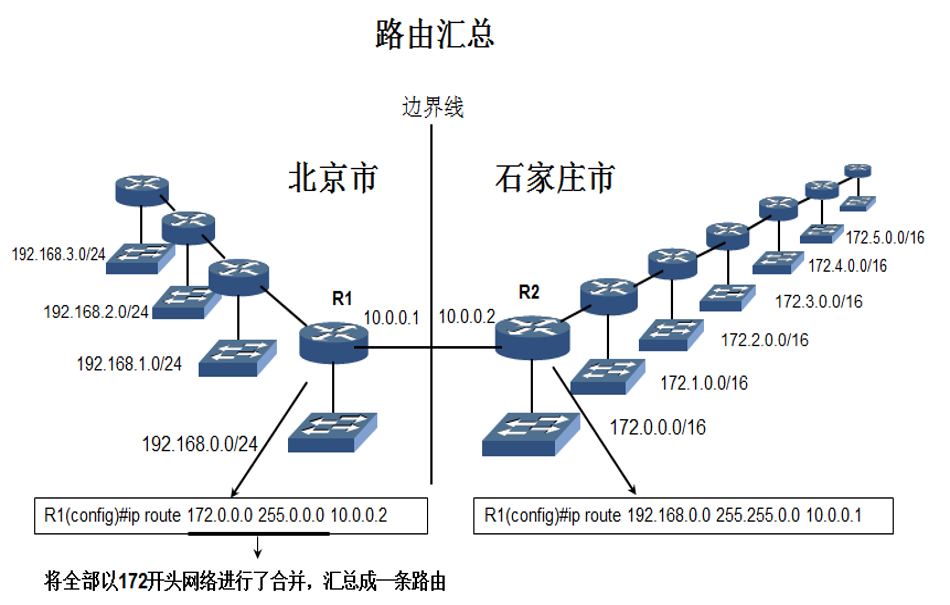 路由汇总
边界线
北京市
石家庄市
192.168.3.0/24
192.168.2.0/24
192.168.1.0/24
192.168.0.0/24
R1
10.0.0.1
10.0.0.2
R2
172.5.0.0/16
172.4.0.0/16
172.3.0.0/16
172.2.0.0/16
172.1.0.0/16
172.0.0.0/16
R1(config)#ip route 172.0.0.0 255.0.0.0 10.0.0.2
R1(config)#ip route 192.168.0.0 255.255.0.0 10.0.0.1
将全部以172开头网络进行了合并，汇总成一条路由